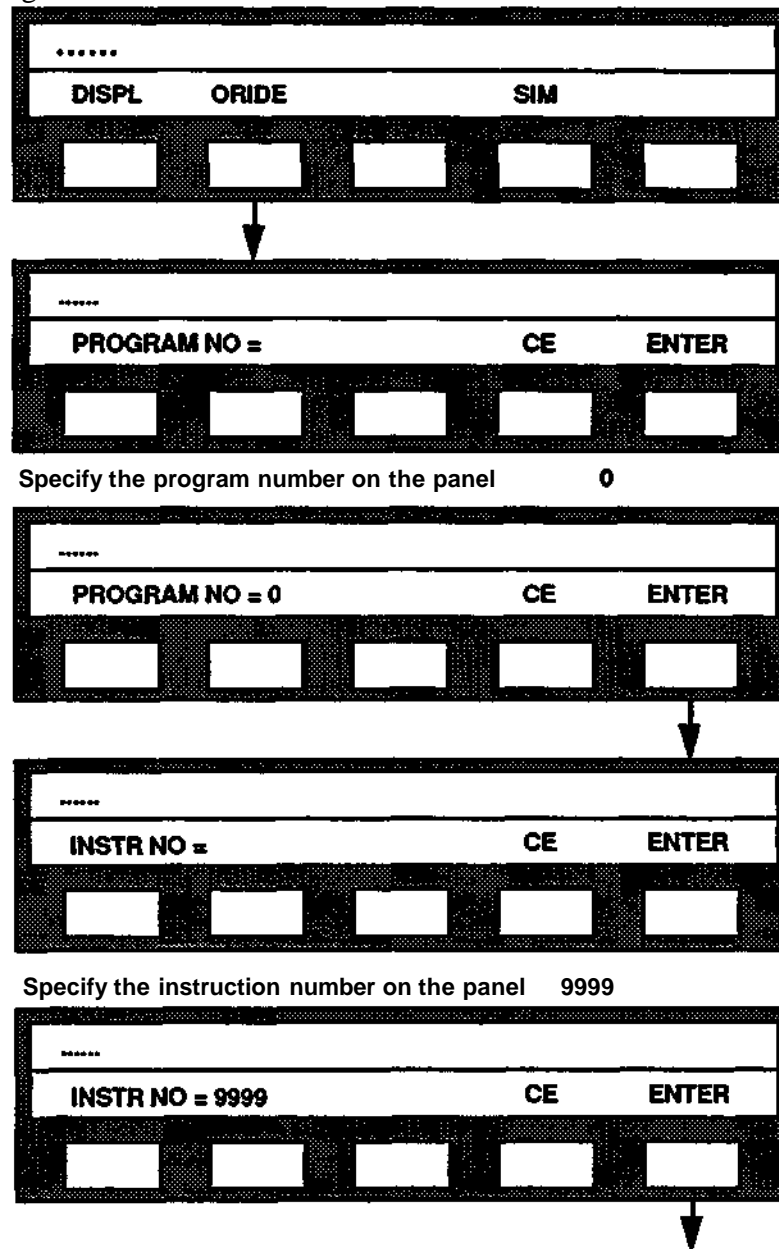 ......
DISPL ORIDE SIM
......
PROGRAM NO = CE ENTER
Specify the program number on the panel 0
......
PROGRAM NO = 0 CE ENTER
......
INSTR NO = CE ENTER
Specify the instruction number on the panel 9999
......
INSTR NO = 9999 CE ENTER